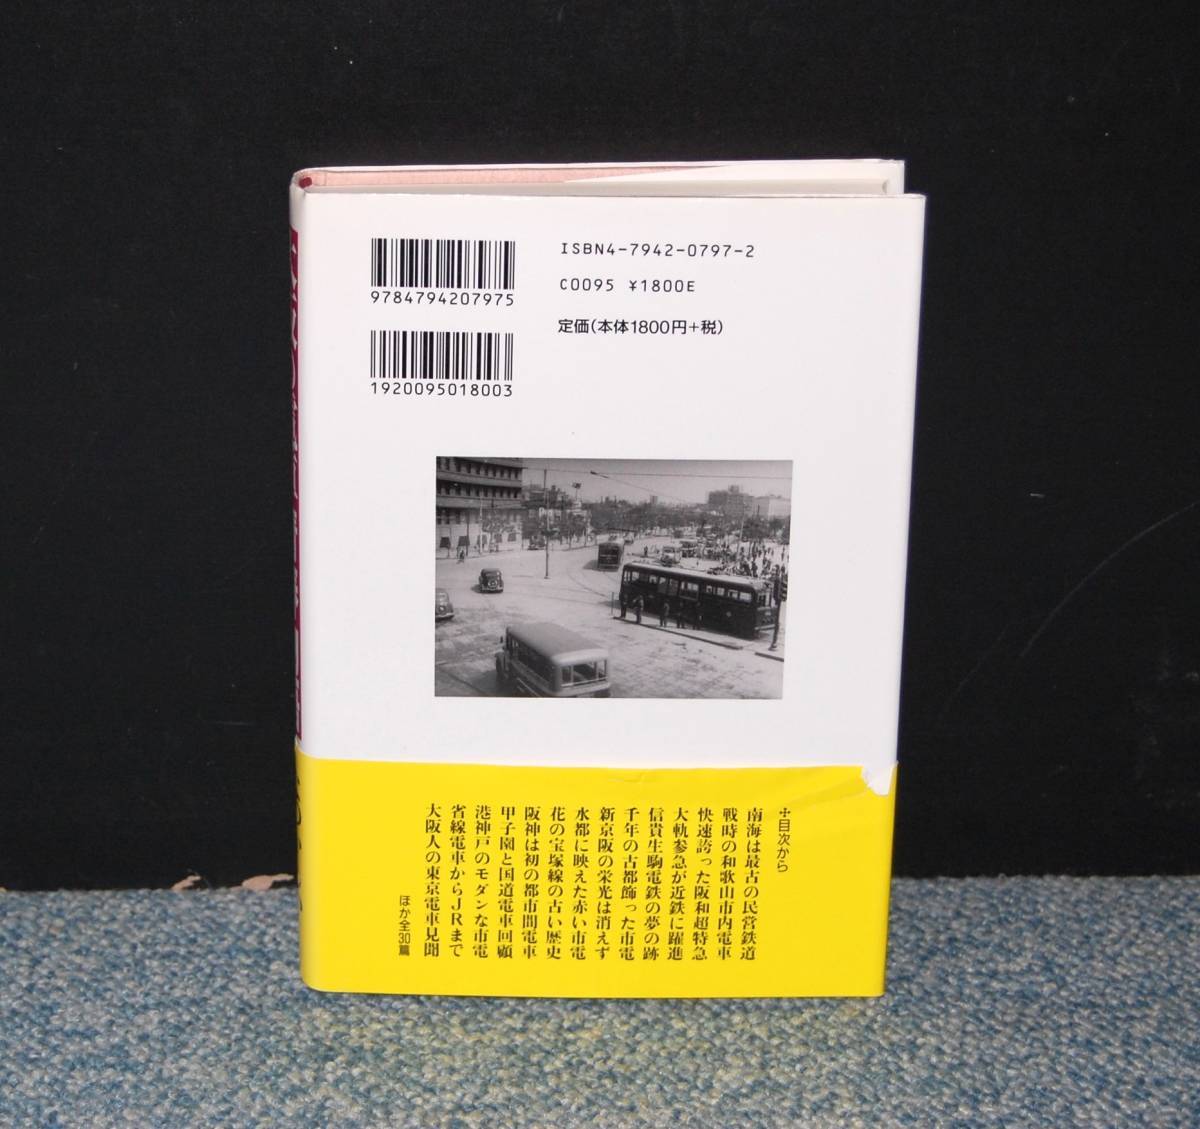 ISBN4-7942-0797-2
9784794207975
C0095 ¥1800E
定価(本体1800円+税)
1920095018003
✢目次から
南海は最古の民営鉄道
戦時の和歌山市内電車
快速誇った阪和超特急
大軌参急が近鉄に躍進
信貴生駒電鉄の夢の跡
千年の古都飾った市電
新京阪の栄光は消えず
水都に映えた赤い市電
花の宝塚線の古い歴史
阪神は初の都市間電車
甲子園と国道電車回顧
港神戸のモダンな市電
省線電車からJRまで
大阪人の東京電車見聞
ほか全30篇